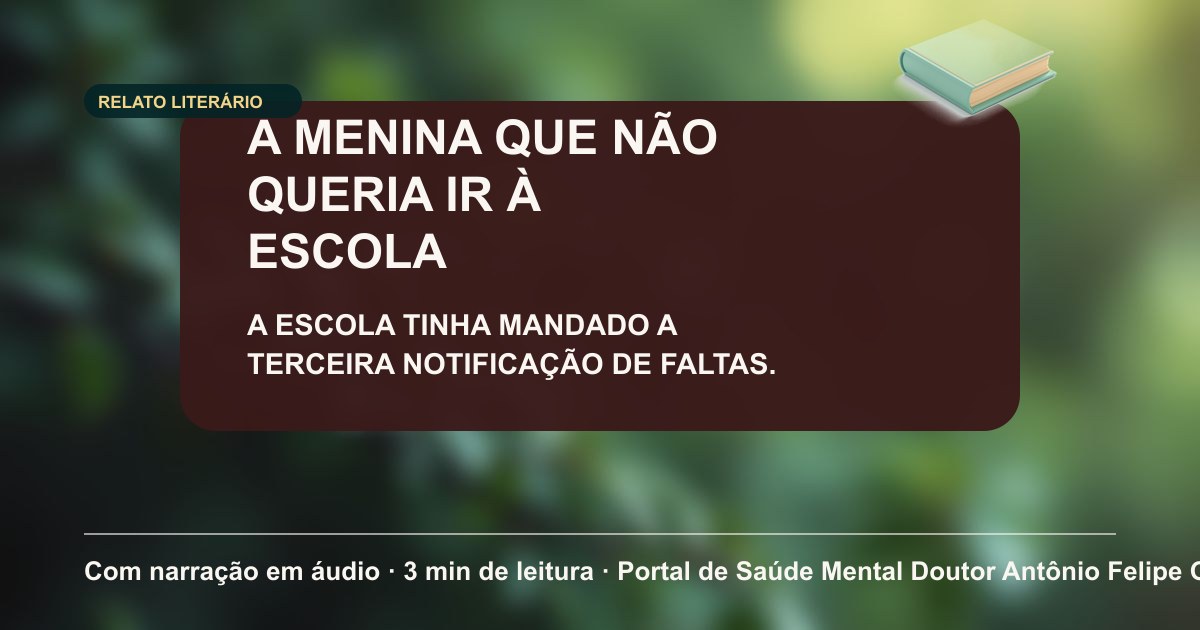 RELATO LITERÁRIO
A MENINA QUE NÃO
QUERIA IR À
ESCOLA
A ESCOLA TINHA MANDADO A
TERCEIRA NOTIFICAÇÃO DE FALTAS.
Com narração em áudio · 3 min de leitura · Portal de Saúde Mental Doutor Antônio Felipe